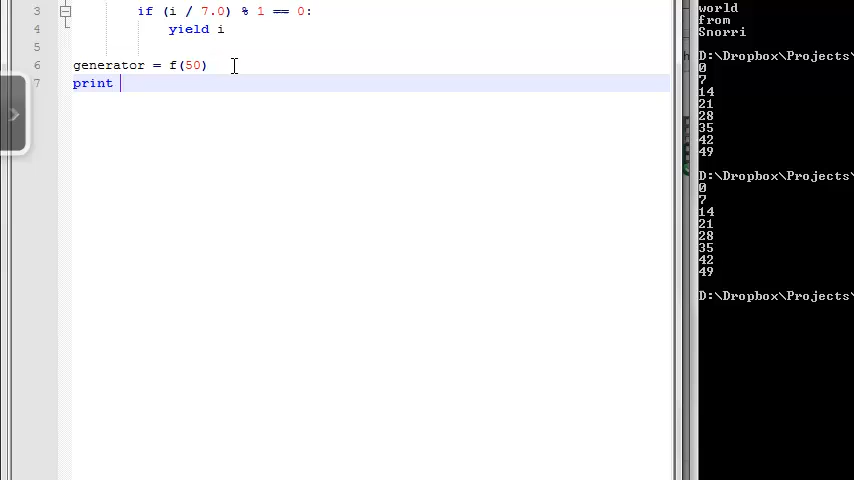 3 if (i / 7.0) % 1 == 0:
4 yield i
5
6 generator = f(50)
7 print
world
from
Snorri
D:\Dropbox\Projects\
0
7
14
21
28
35
42
49
D:\Dropbox\Projects\
0
7
14
21
28
35
42
49
D:\Dropbox\Projects\